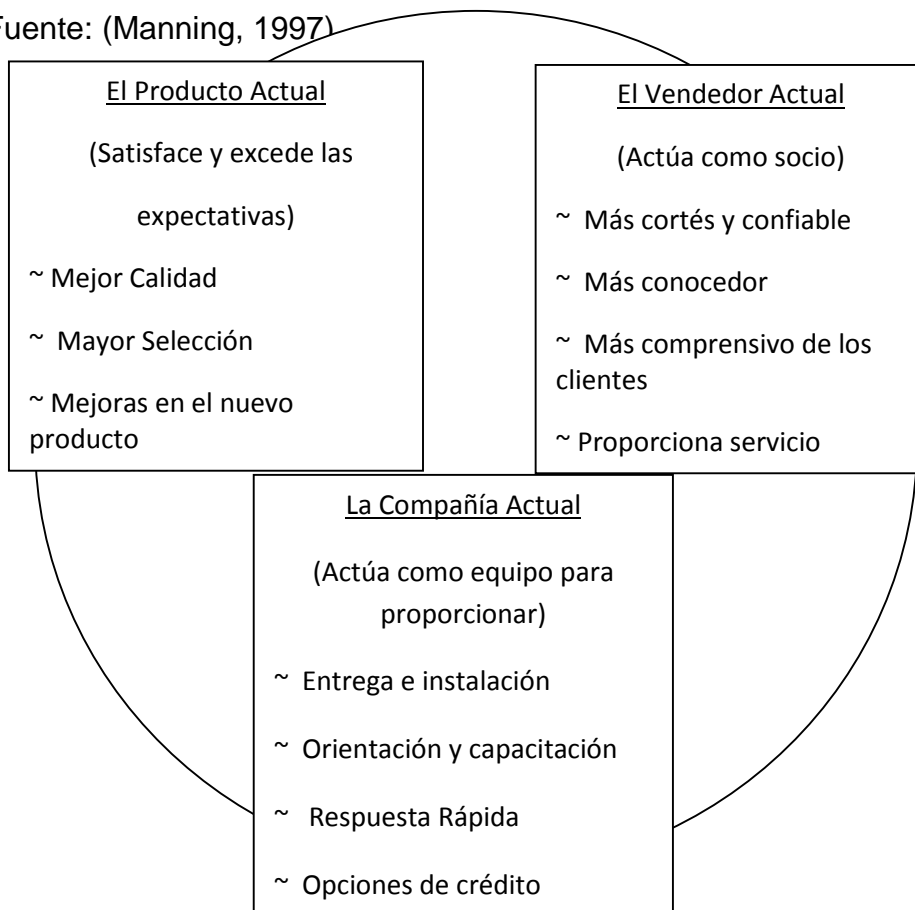 Fuente: (Manning, 1997)
El Producto Actual
(Satisface y excede las
expectativas)
~ Mejor Calidad
~ Mayor Selección
~ Mejoras en el nuevo
producto
El Vendedor Actual
(Actúa como socio)
~ Más cortés y confiable
~ Más conocedor
~ Más comprensivo de los
clientes
~ Proporciona servicio
La Compañía Actual
(Actúa como equipo para
proporcionar)
~ Entrega e instalación
~ Orientación y capacitación
~ Respuesta Rápida
~ Opciones de crédito